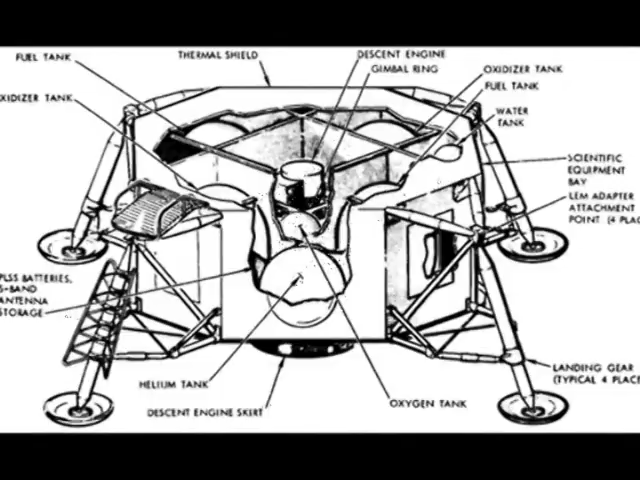 FUEL TANK
THERMAL SHIELD
DESCENT ENGINE
GIMBAL RING
OXIDIZER TANK
FUEL TANK
XIDIZER TANK
WATER
TANK
SCIENTIFIC
EQUIPMENT
BAY
LEM ADAPTER
ATTACHMENT
POINT (4 PLAC
PLSS BATTERIES,
S-BAND
ANTENNA
STORAGE
HELIUM TANK
DESCENT ENGINE SKIRT
OXYGEN TANK
LANDING GEAR
(TYPICAL 4 PLACE